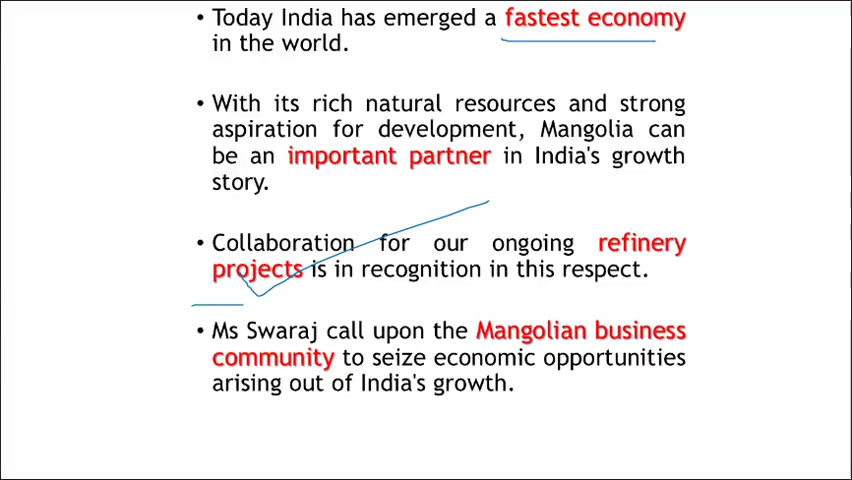 • Today India has emerged a fastest economy
in the world.
• With its rich natural resources and strong
aspiration for development, Mangolia can
be an important partner in India's growth
story.
• Collaboration for our ongoing refinery
projects is in recognition in this respect.
• Ms Swaraj call upon the Mangolian business
community to seize economic opportunities
arising out of India's growth.